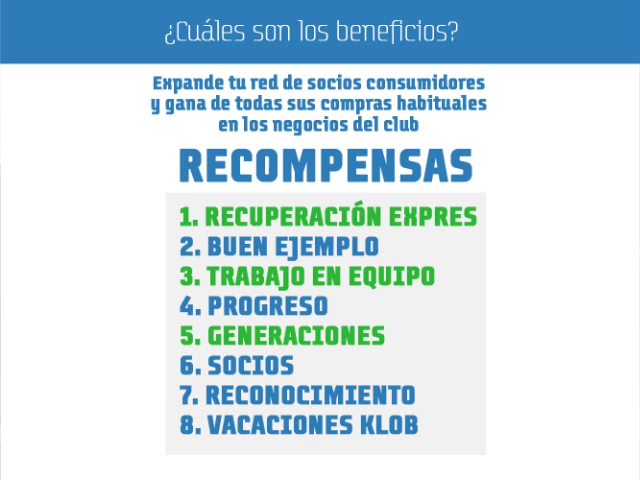 ¿Cuáles son los beneficios?
Expande tu red de socios consumidores
y gana de todas sus compras habituales
en los negocios del club
RECOMPENSAS
1. RECUPERACIÓN EXPRES
2. BUEN EJEMPLO
3. TRABAJO EN EQUIPO
4. PROGRESO
5. GENERACIONES
6. SOCIOS
7. RECONOCIMIENTO
8. VACACIONES KLOB